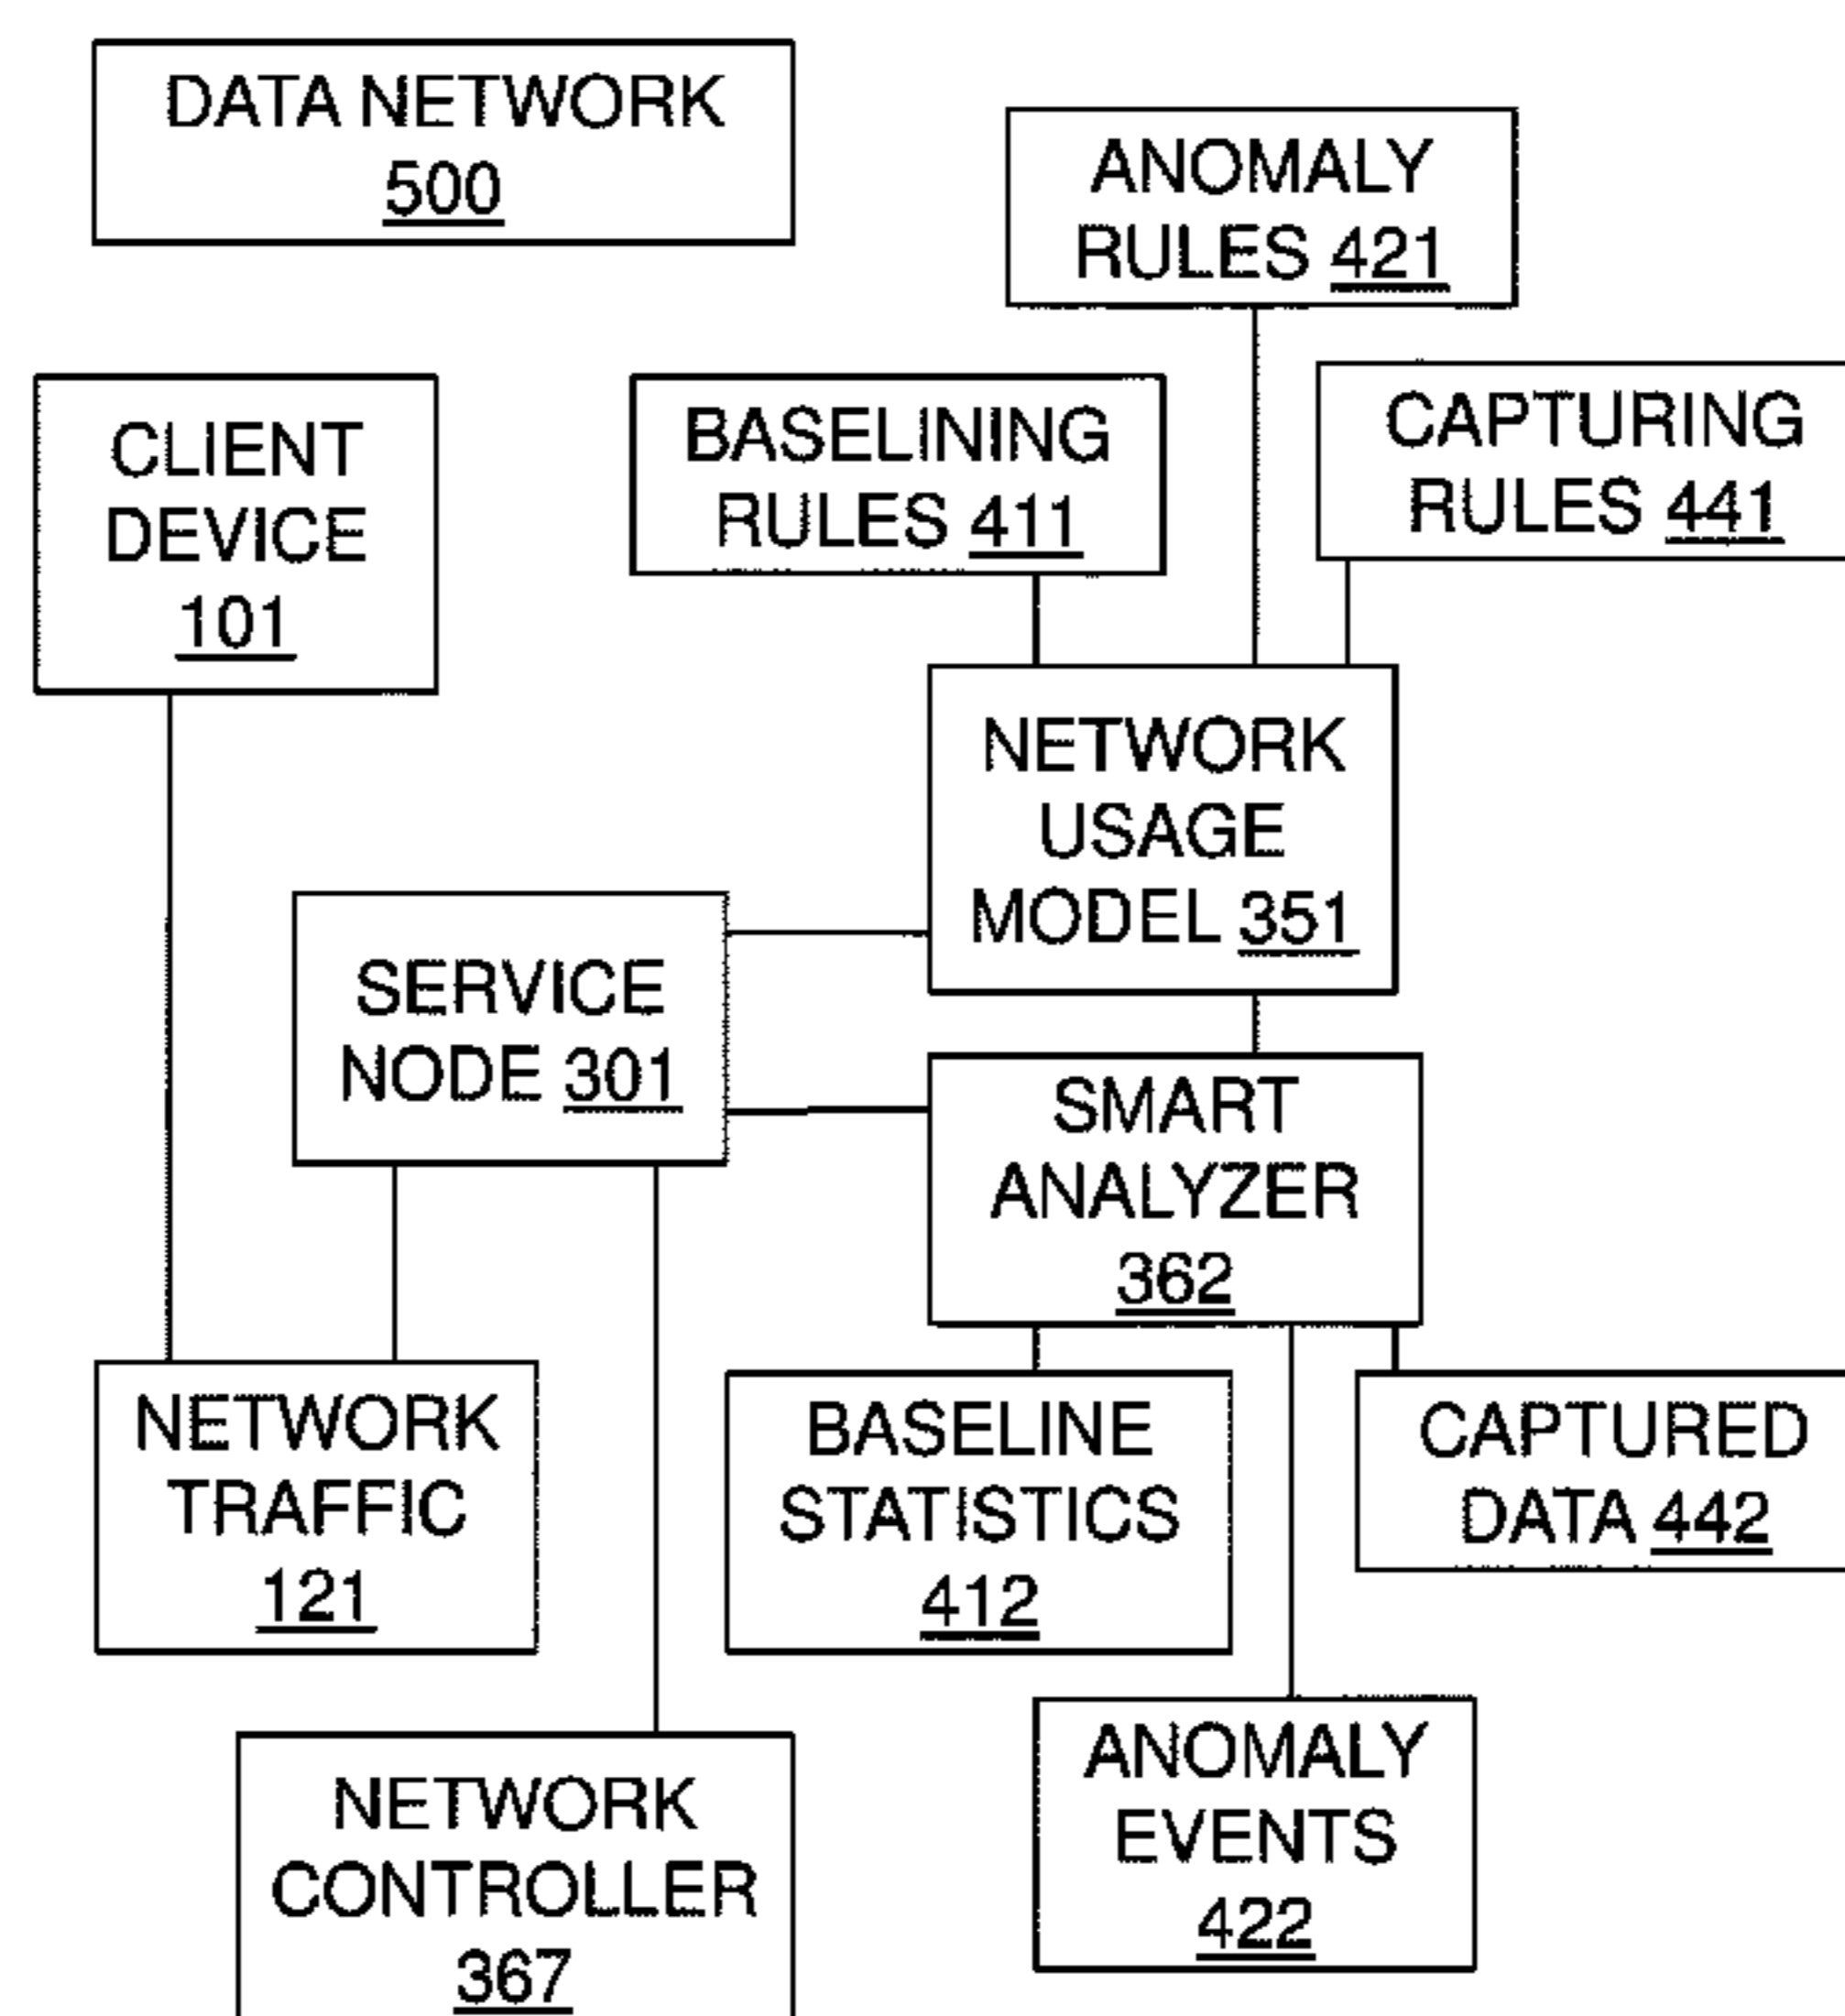 DATA NETWORK
500
ANOMALY
RULES 421
CLIENT
DEVICE
101
BASELINING
RULES 411
CAPTURING
RULES 441
NETWORK
USAGE
MODEL 351
SERVICE
NODE 301
SMART
ANALYZER
362
NETWORK
TRAFFIC
121
BASELINE
STATISTICS
412
CAPTURED
DATA 442
NETWORK
CONTROLLER
367
ANOMALY
EVENTS
422